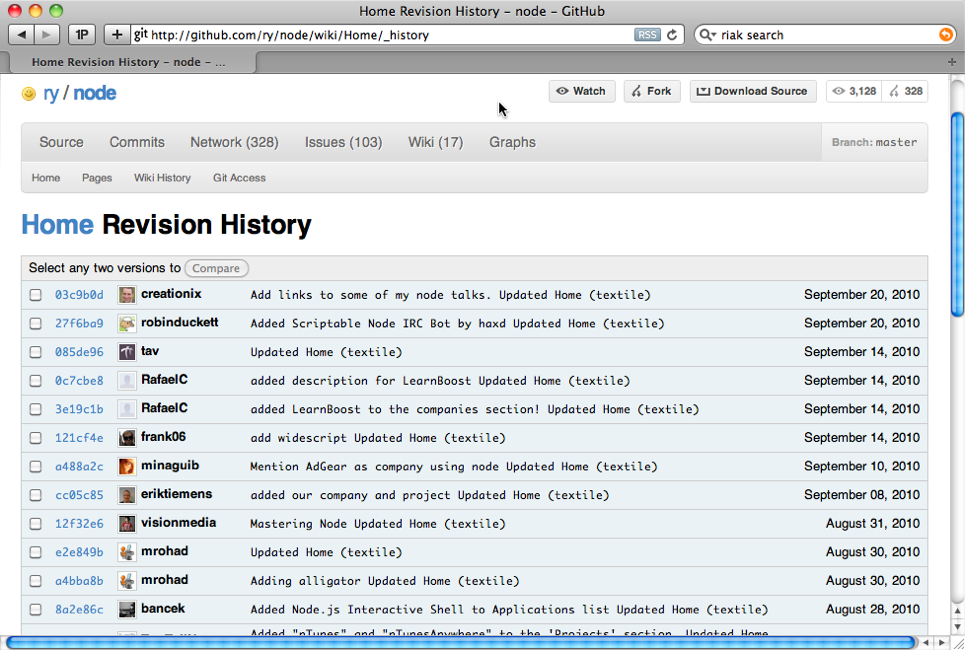 Home Revision History – node – GitHub
1P + git http://github.com/ry/node/wiki/Home/_history RSS riak search
Home Revision History – node – ...
ry / node Watch Fork Download Source 3,128 328
Source Commits Network (328) Issues (103) Wiki (17) Graphs Branch: master
Home Pages Wiki History Git Access
Home Revision History
Select any two versions to Compare
03c9b0d creationix Add links to some of my node talks. Updated Home (textile) September 20, 2010
27f6ba9 robinduckett Added Scriptable Node IRC Bot by haxd Updated Home (textile) September 20, 2010
085de96 tav Updated Home (textile) September 14, 2010
0c7cbe8 RafaelC added description for LearnBoost Updated Home (textile) September 14, 2010
3e19c1b RafaelC added LearnBoost to the companies section! Updated Home (textile) September 14, 2010
121cf4e frank06 add widescript Updated Home (textile) September 14, 2010
a488a2c minaguib Mention AdGear as company using node Updated Home (textile) September 10, 2010
cc05c85 eriktiemens added our company and project Updated Home (textile) September 08, 2010
12f32e6 visionmedia Mastering Node Updated Home (textile) August 31, 2010
e2e849b mrohad Updated Home (textile) August 30, 2010
a4bba8b mrohad Adding alligator Updated Home (textile) August 30, 2010
8a2e86c bancek Added Node.js Interactive Shell to Applications list Updated Home (textile) August 28, 2010
Added "nTunes" and "nTunesAnywhere" to the 'Projects' section. Updated Home